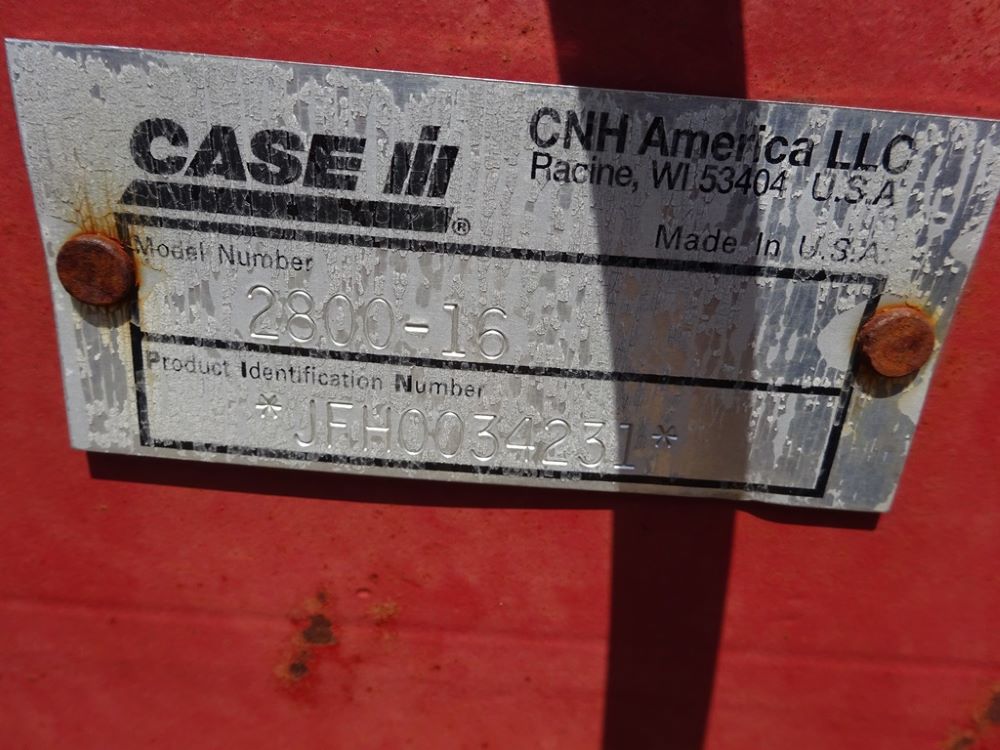 CASE IH ®
CNH America LLC
Racine, WI 53404 U.S.A
Made In U.S.A.
Model Number
2800-16
Product Identification Number
*JFH0034231*